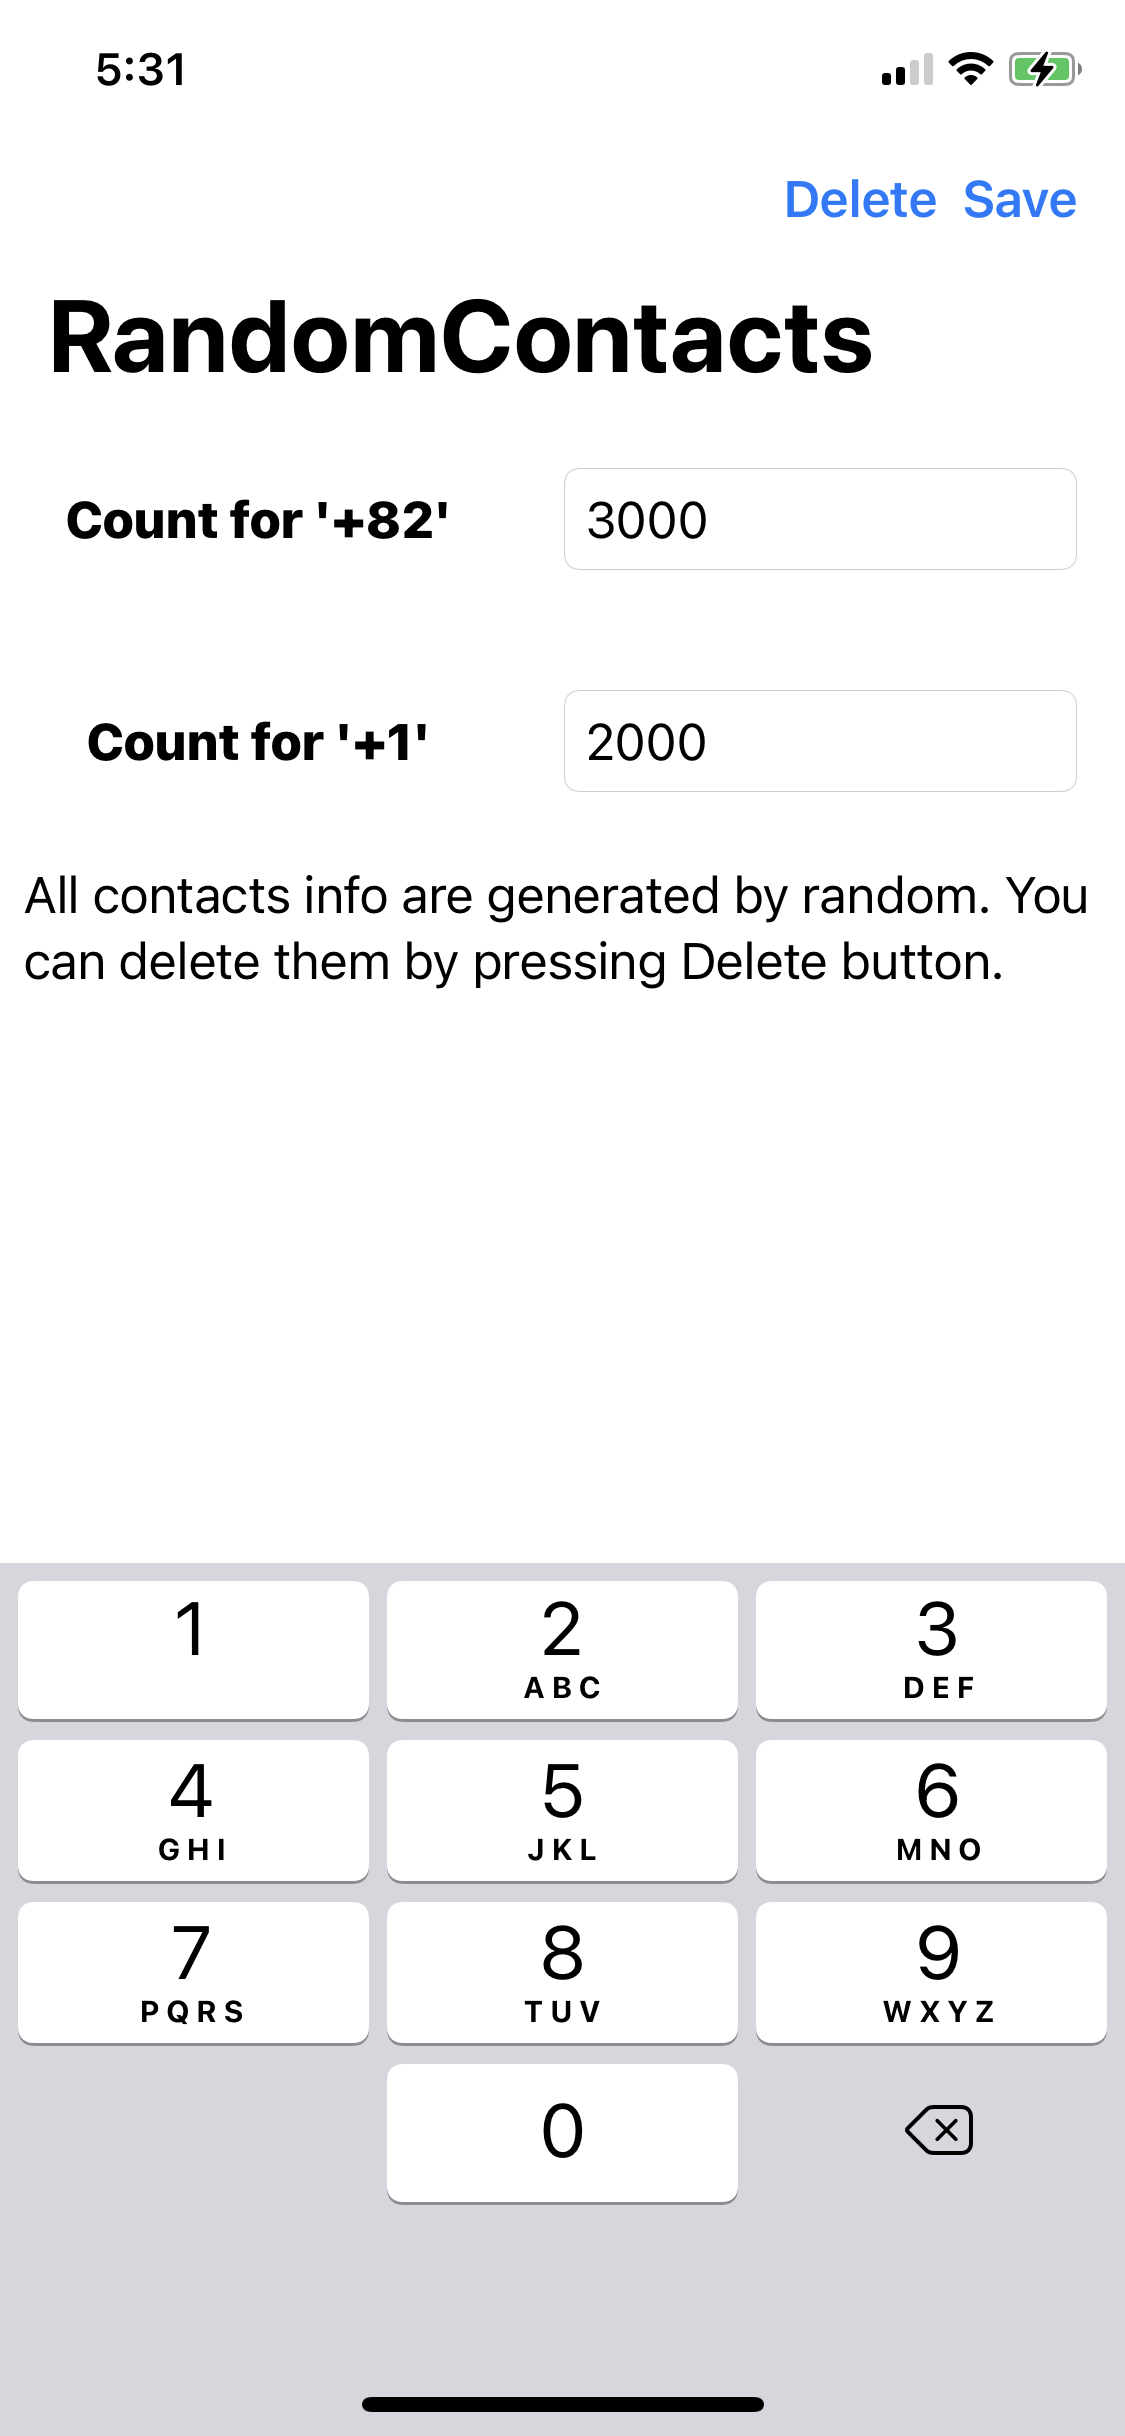 5:31
Delete Save
RandomContacts
Count for '+82' 3000
Count for '+1' 2000
All contacts info are generated by random. You
can delete them by pressing Delete button.
1 2 3
ABC DEF
4 5 6
GHI JKL MNO
7 8 9
PQRS TUV WXYZ
0